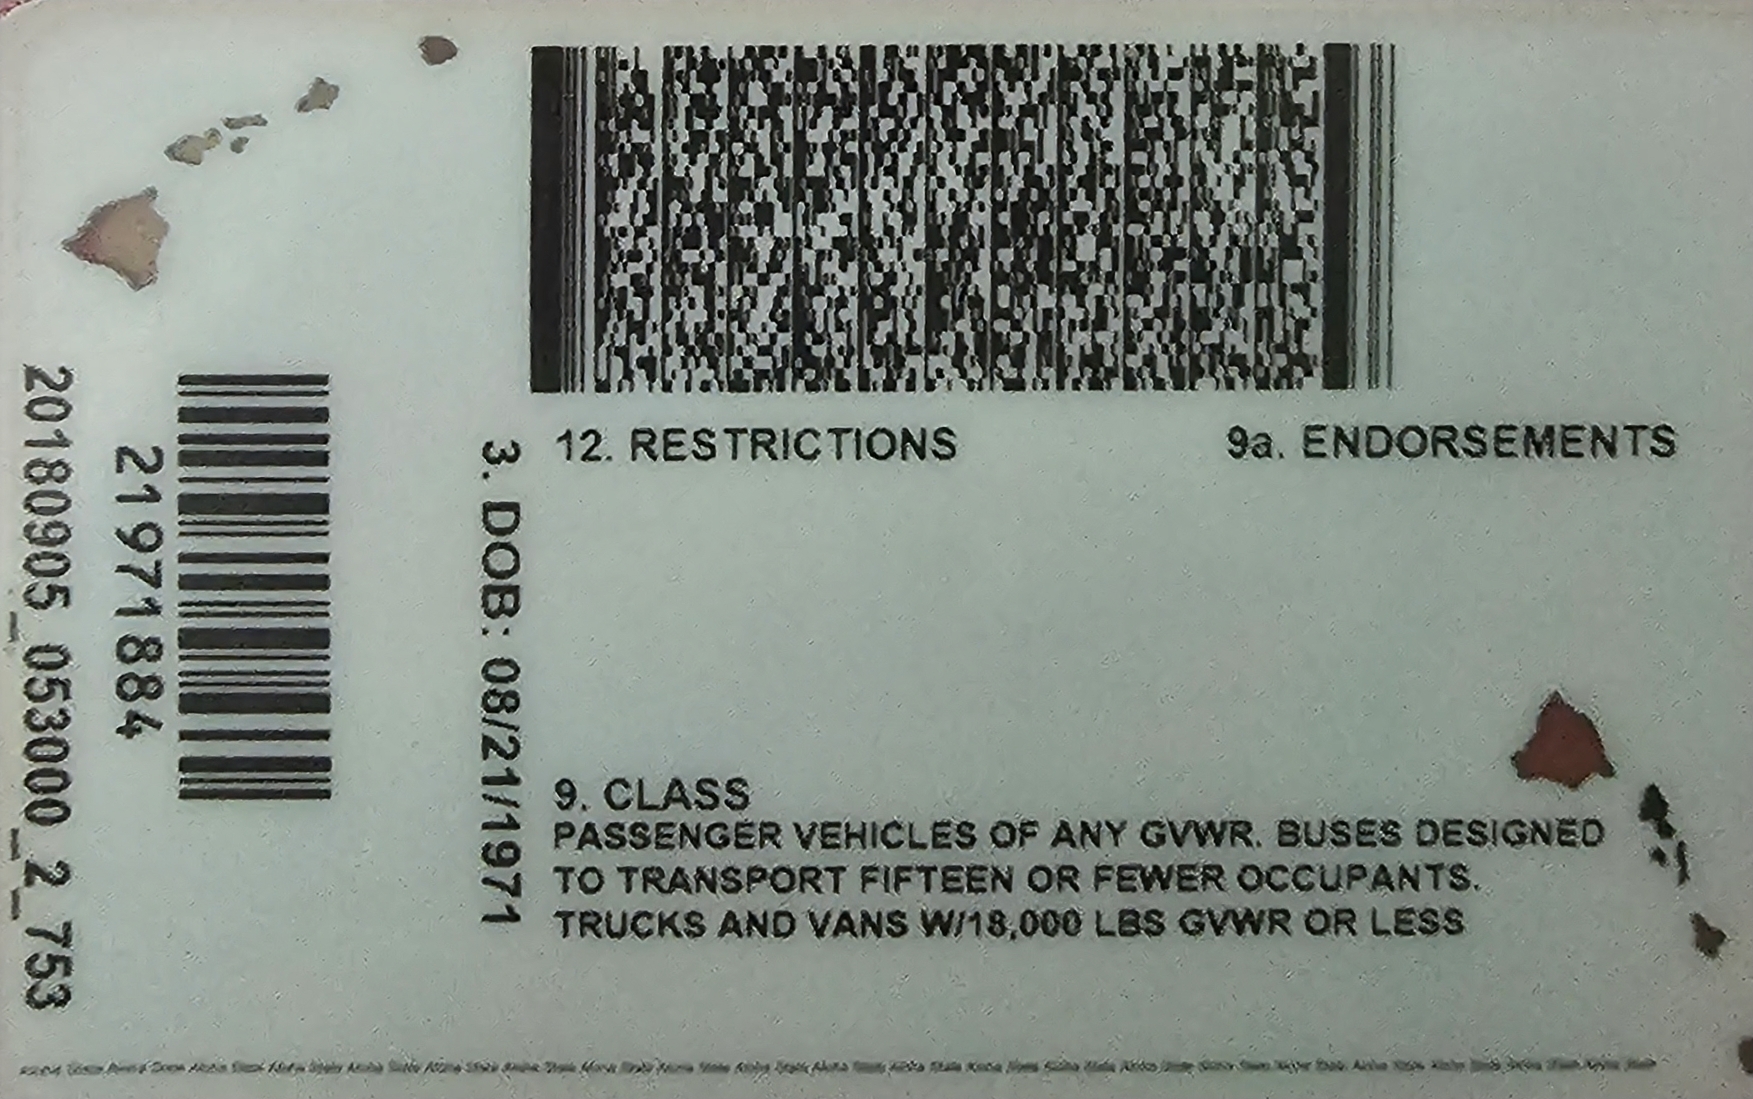 12. RESTRICTIONS
9a. ENDORSEMENTS
9. CLASS
PASSENGER VEHICLES OF ANY GVWR. BUSES DESIGNED
TO TRANSPORT FIFTEEN OR FEWER OCCUPANTS.
TRUCKS AND VANS W/18,000 LBS GVWR OR LESS
3. DOB: 08/21/1971
21971884
20180905_053000_2_753